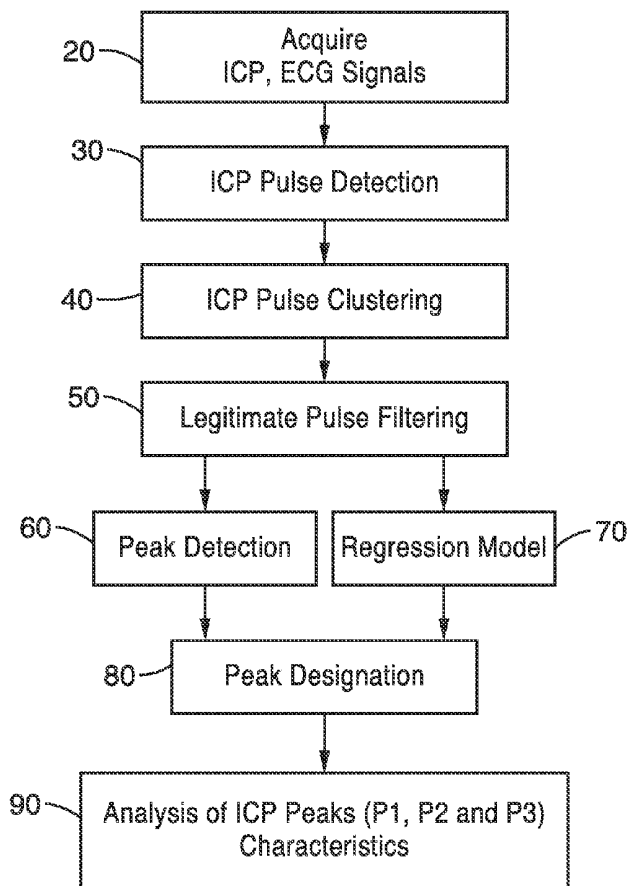 20
Acquire
ICP, ECG Signals
30
ICP Pulse Detection
40
ICP Pulse Clustering
50
Legitimate Pulse Filtering
60
Peak Detection
Regression Model
70
80
Peak Designation
90
Analysis of ICP Peaks (P1, P2 and P3)
Characteristics